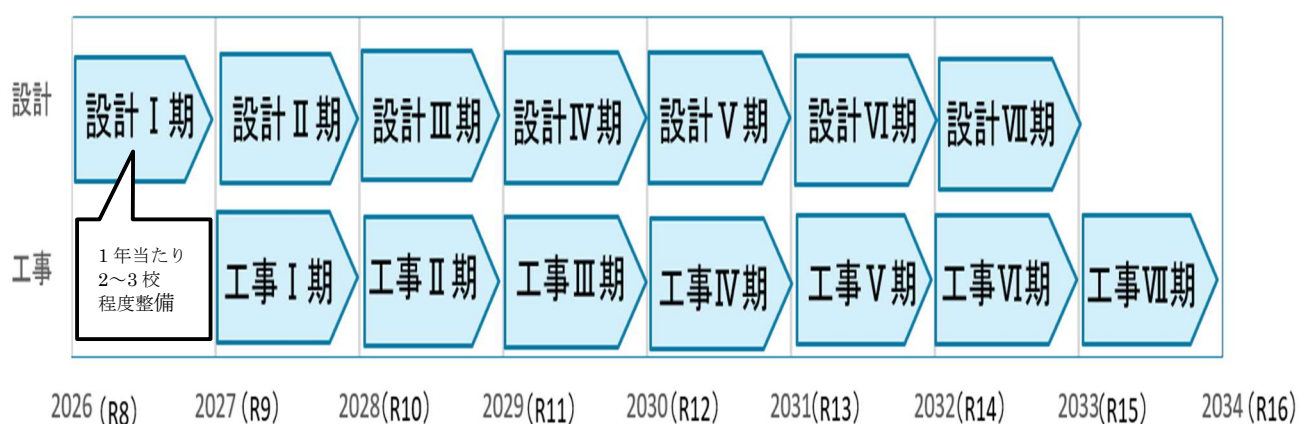 設計
設計Ⅰ期
設計Ⅱ期
設計Ⅲ期
設計Ⅳ期
設計Ⅴ期
設計Ⅵ期
設計Ⅶ期
1年当たり
2～3校
程度整備
工事
工事Ⅰ期
工事Ⅱ期
工事Ⅲ期
工事Ⅳ期
工事Ⅴ期
工事Ⅵ期
工事Ⅶ期
2026 (R8)
2027 (R9)
2028(R10)
2029(R11)
2030(R12)
2031(R13)
2032(R14)
2033(R15)
2034 (R16)